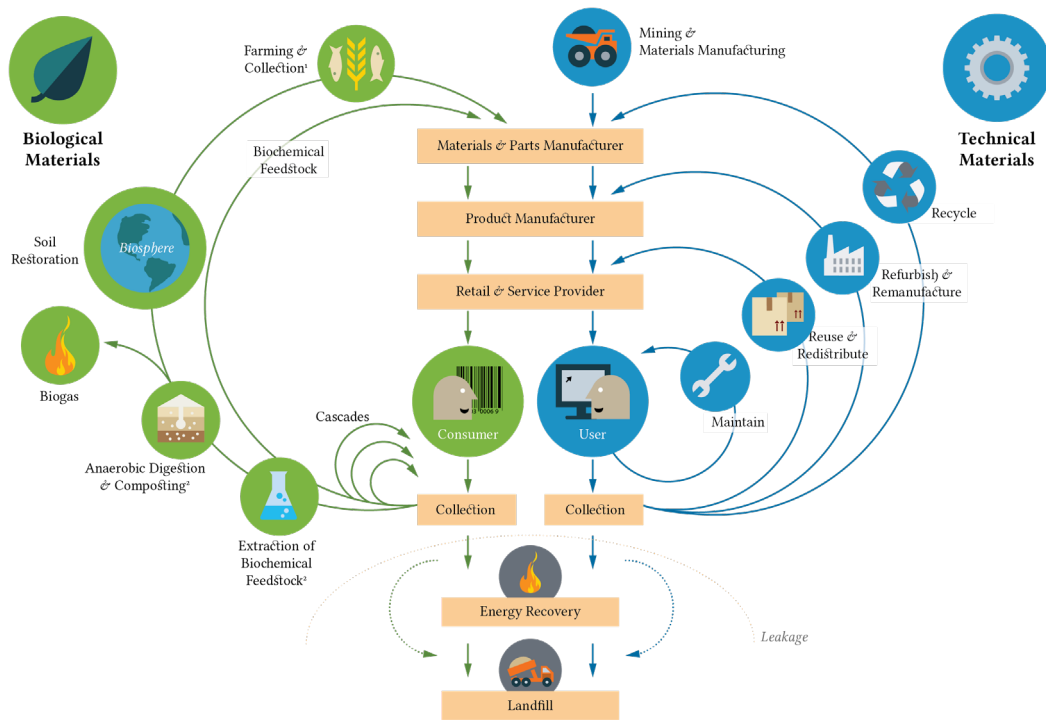 Biological
Materials
Farming &
Collection¹
Mining &
Materials Manufacturing
Technical
Materials
Biochemical
Feedstock
Materials & Parts Manufacturer
Recycle
Product Manufacturer
Soil
Restoration
Biosphere
Refurbish &
Remanufacture
Retail & Service Provider
Reuse &
Redistribute
Biogas
Cascades
Consumer
User
Maintain
Anaerobic Digestion
& Composting²
Collection
Collection
Extraction of
Biochemical
Feedstock²
Energy Recovery
Leakage
Landfill